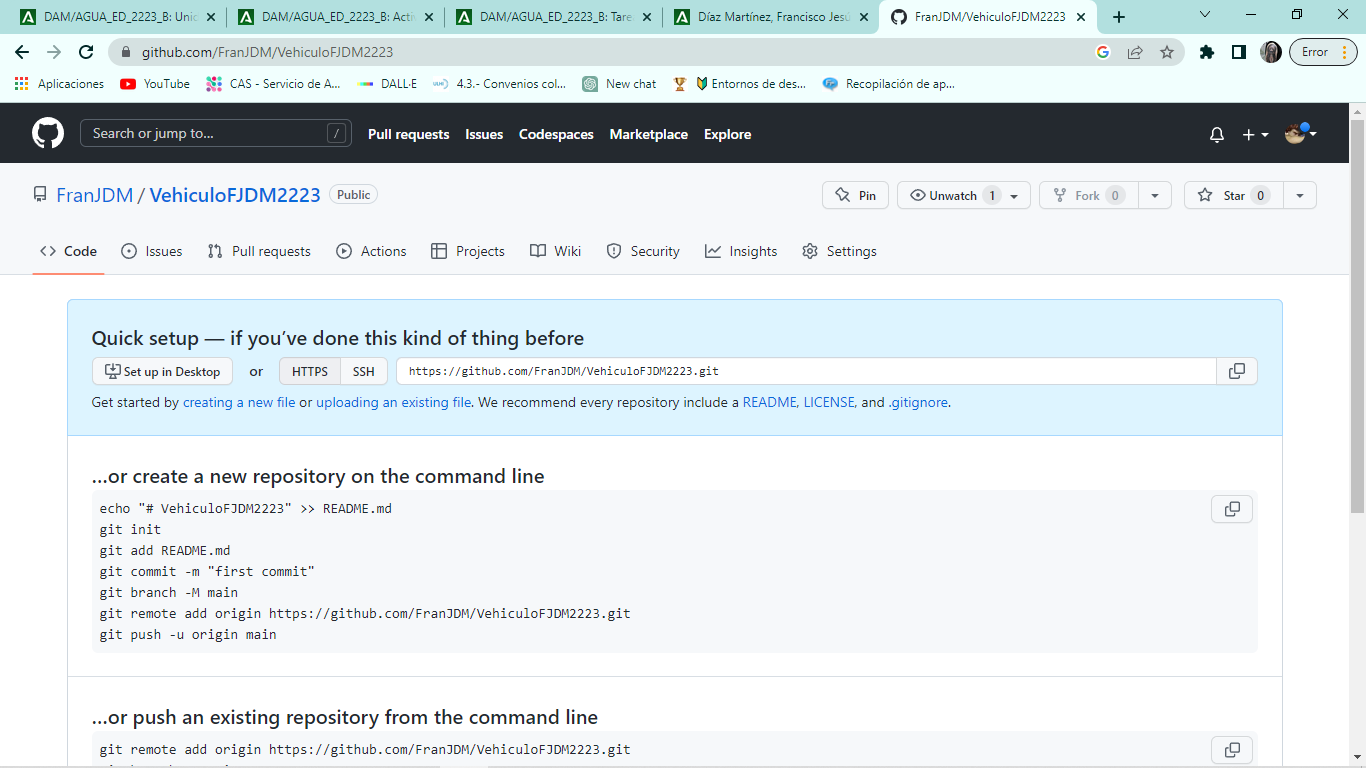 DAM/AGUA_ED_2223_B: Unid
DAM/AGUA_ED_2223_B: Activ
DAM/AGUA_ED_2223_B: Tare
Díaz Martínez, Francisco Jesú
FranJDM/VehiculoFJDM2223
github.com/FranJDM/VehiculoFJDM2223
Error
Aplicaciones
YouTube
CAS - Servicio de A...
DALL·E
4.3.- Convenios col...
New chat
Entornos de des...
Recopilación de ap...
Search or jump to...
/
Pull requests
Issues
Codespaces
Marketplace
Explore
FranJDM / VehiculoFJDM2223 Public
Pin
Unwatch 1
Fork 0
Star 0
Code
Issues
Pull requests
Actions
Projects
Wiki
Security
Insights
Settings
Quick setup — if you’ve done this kind of thing before
Set up in Desktop or HTTPS SSH https://github.com/FranJDM/VehiculoFJDM2223.git
Get started by creating a new file or uploading an existing file. We recommend every repository include a README, LICENSE, and .gitignore.
…or create a new repository on the command line
echo "# VehiculoFJDM2223" >> README.md
git init
git add README.md
git commit -m "first commit"
git branch -M main
git remote add origin https://github.com/FranJDM/VehiculoFJDM2223.git
git push -u origin main
…or push an existing repository from the command line
git remote add origin https://github.com/FranJDM/VehiculoFJDM2223.git